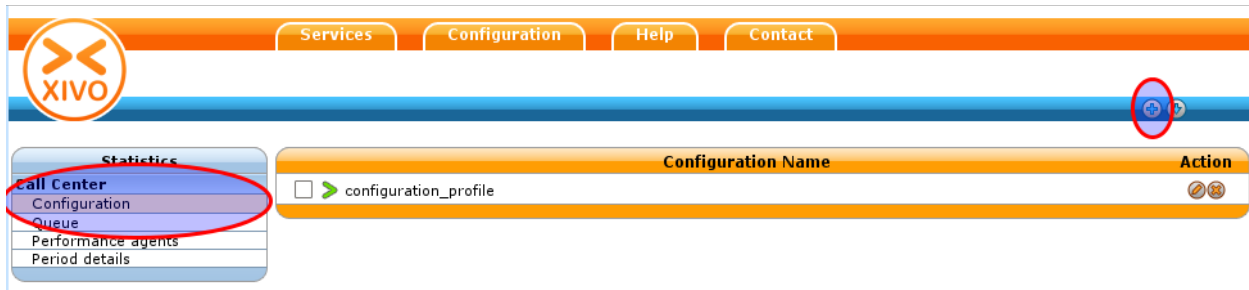 Services Configuration Help Contact
XIVO
Statistics
Call Center
Configuration
Queue
Performance agents
Period details
Configuration Name Action
configuration_profile